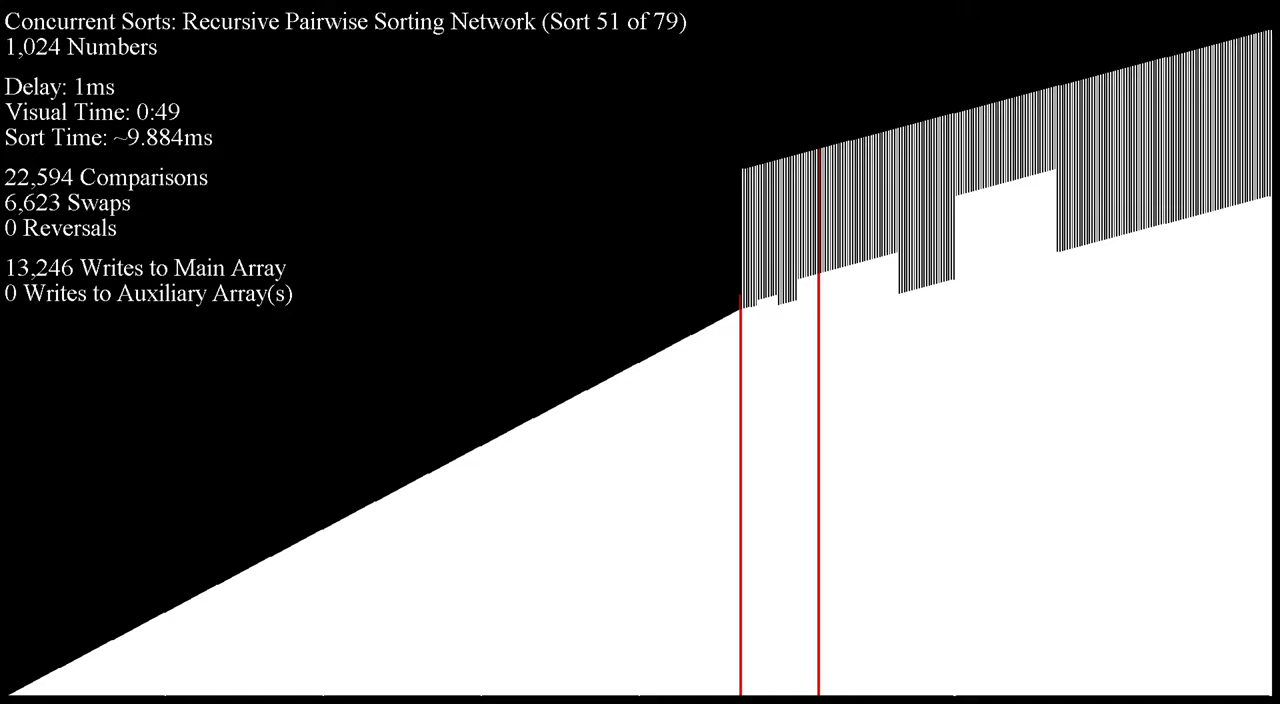 Concurrent Sorts: Recursive Pairwise Sorting Network (Sort 51 of 79)
1,024 Numbers
Delay: 1ms
Visual Time: 0:49
Sort Time: ~9.884ms
22,594 Comparisons
6,623 Swaps
0 Reversals
13,246 Writes to Main Array
0 Writes to Auxiliary Array(s)